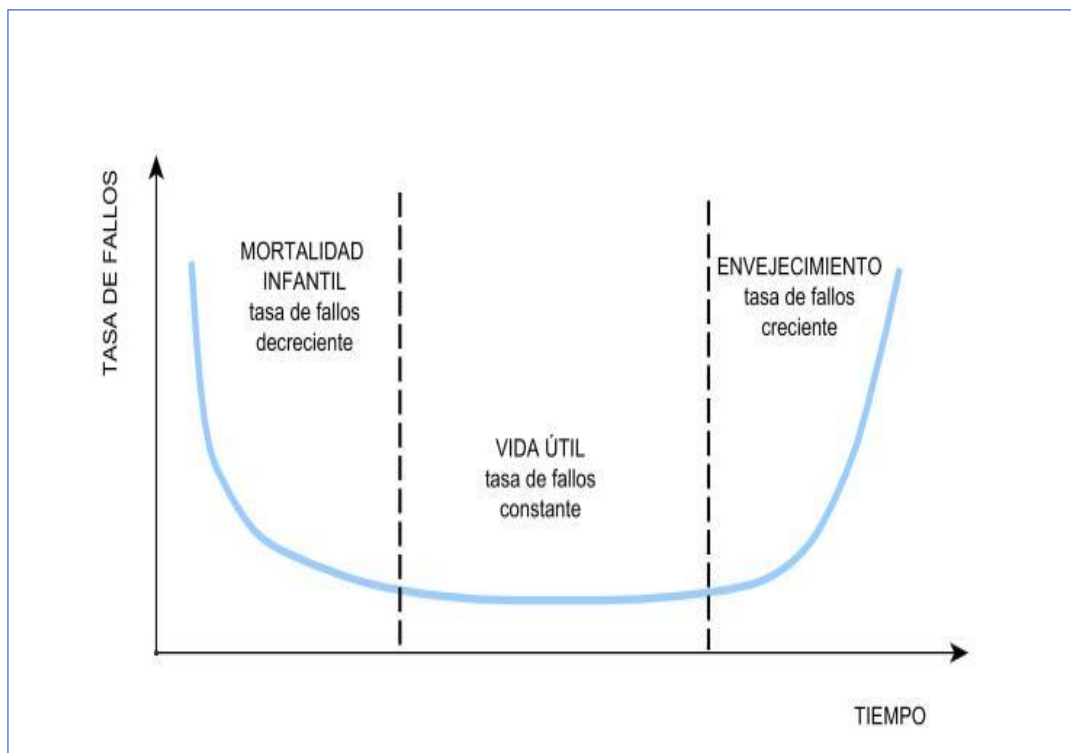 TASA DE FALLOS
MORTALIDAD
INFANTIL
tasa de fallos
decreciente
VIDA ÚTIL
tasa de fallos
constante
ENVEJECIMIENTO
tasa de fallos
creciente
TIEMPO